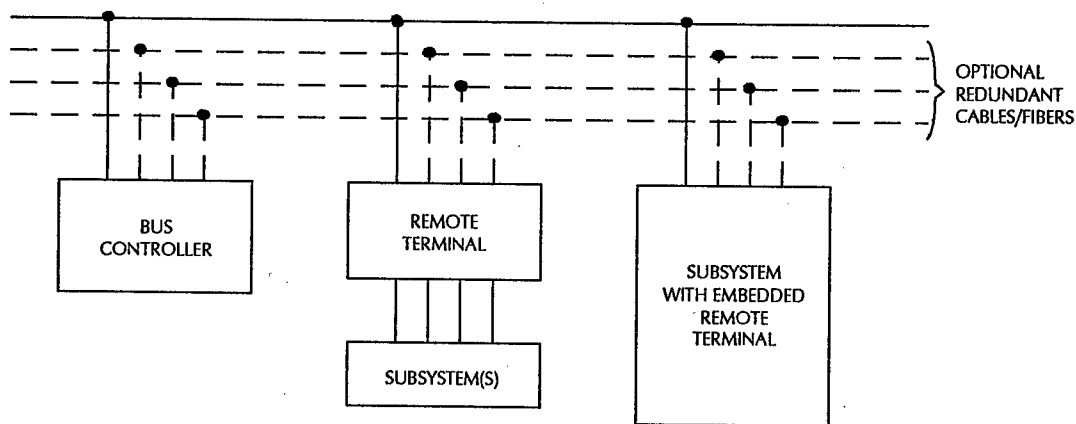 OPTIONAL
REDUNDANT
CABLES/FIBERS
BUS
CONTROLLER
REMOTE
TERMINAL
SUBSYSTEM(S)
SUBSYSTEM
WITH EMBEDDED
REMOTE
TERMINAL